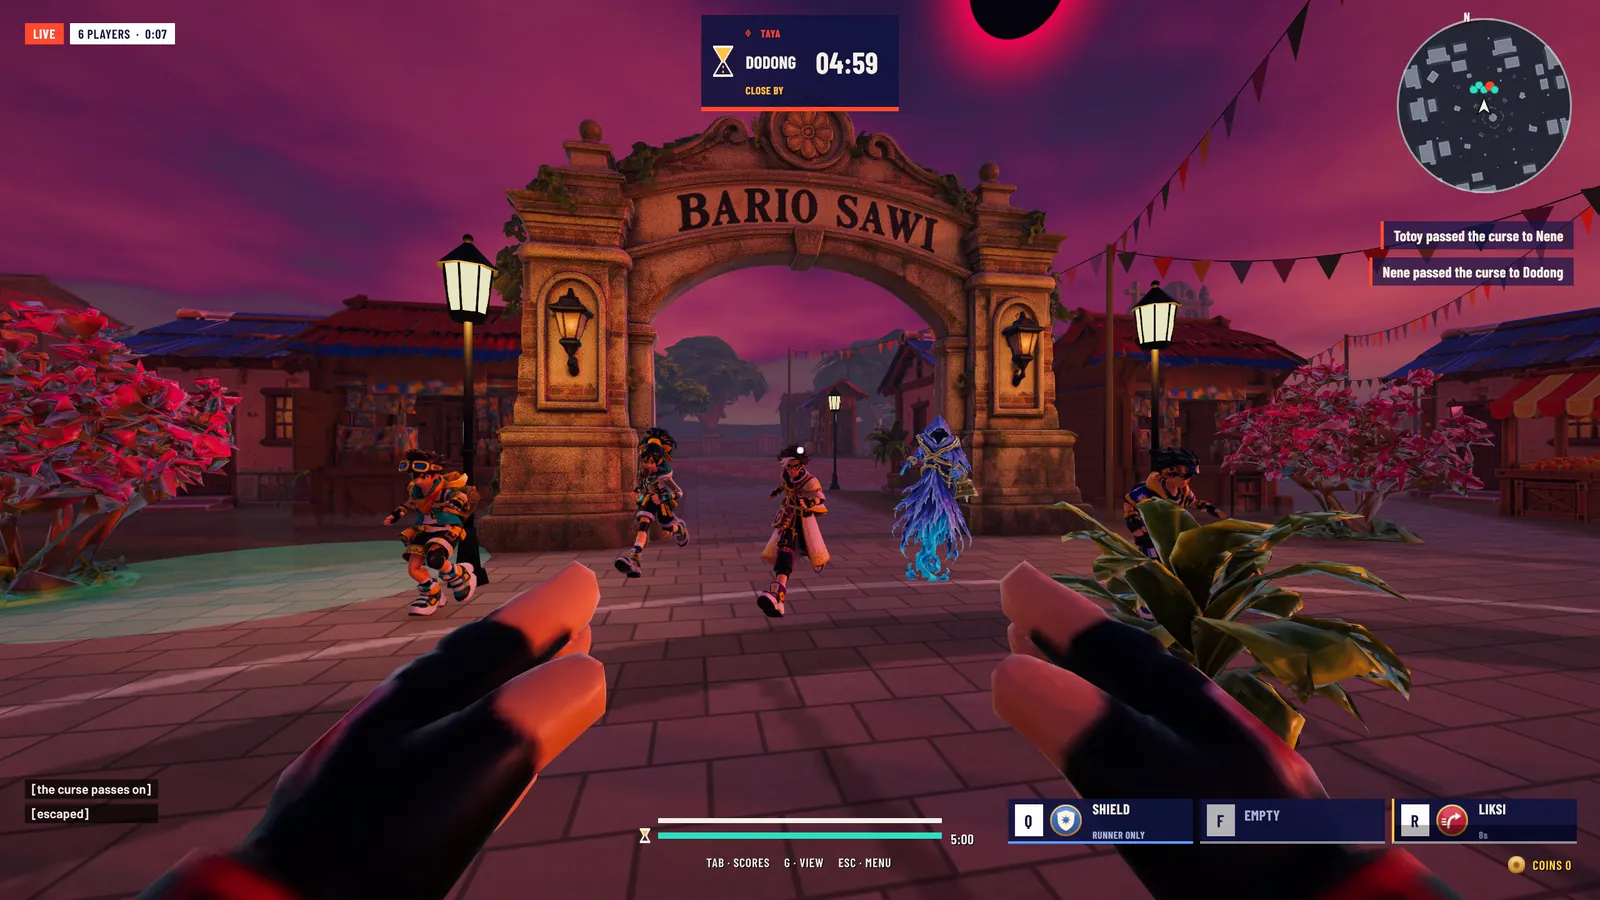 LIVE
6 PLAYERS · 0:07
TAYA
DODONG
04:59
CLOSE BY
N
BARIO SAWI
Totoy passed the curse to Nene
Nene passed the curse to Dodong
[the curse passes on]
[escaped]
5:00
TAB · SCORES G · VIEW ESC · MENU
Q
SHIELD
RUNNER ONLY
F
EMPTY
R
LIKSI
8s
COINS 0